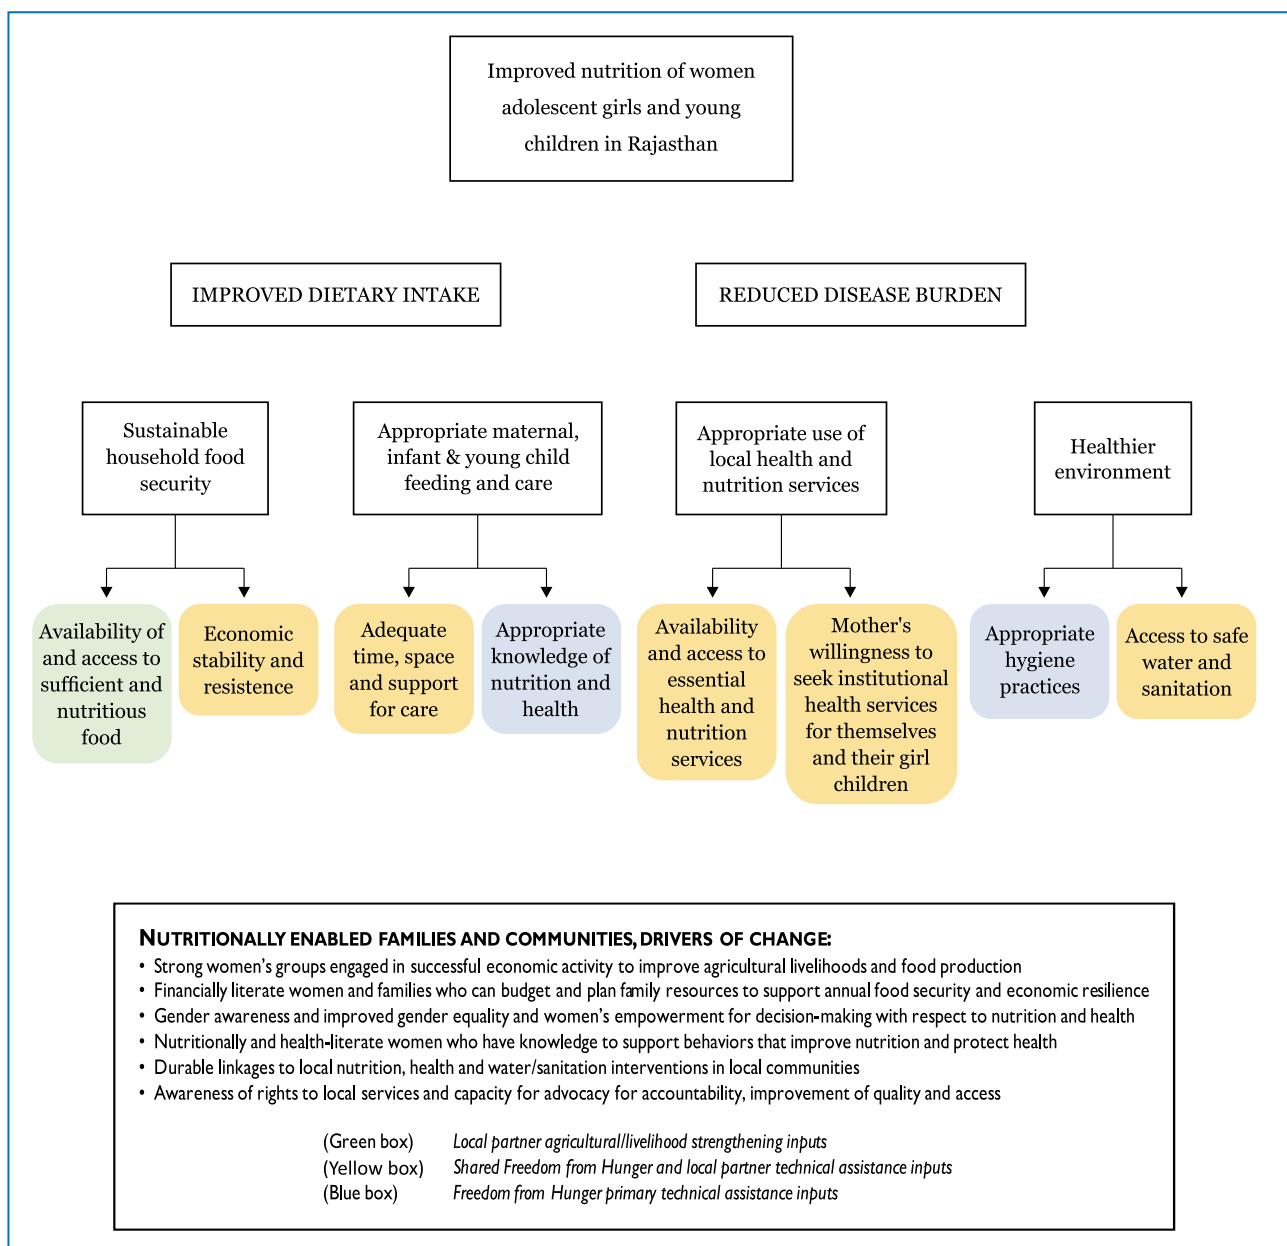 Improved nutrition of women
adolescent girls and young
children in Rajasthan
IMPROVED DIETARY INTAKE
REDUCED DISEASE BURDEN
Sustainable
household food
security
Appropriate maternal,
infant & young child
feeding and care
Appropriate use of
local health and
nutrition services
Healthier
environment
Availability of
and access to
sufficient and
nutritious
food
Economic
stability and
resistence
Adequate
time, space
and support
for care
Appropriate
knowledge of
nutrition and
health
Availability
and access to
essential
health and
nutrition
services
Mother's
willingness to
seek institutional
health services
for themselves
and their girl
children
Appropriate
hygiene
practices
Access to safe
water and
sanitation
NUTRITIONALLY ENABLED FAMILIES AND COMMUNITIES, DRIVERS OF CHANGE:
• Strong women’s groups engaged in successful economic activity to improve agricultural livelihoods and food production
• Financially literate women and families who can budget and plan family resources to support annual food security and economic resilience
• Gender awareness and improved gender equality and women’s empowerment for decision-making with respect to nutrition and health
• Nutritionally and health-literate women who have knowledge to support behaviors that improve nutrition and protect health
• Durable linkages to local nutrition, health and water/sanitation interventions in local communities
• Awareness of rights to local services and capacity for advocacy for accountability, improvement of quality and access
(Green box) Local partner agricultural/livelihood strengthening inputs
(Yellow box) Shared Freedom from Hunger and local partner technical assistance inputs
(Blue box) Freedom from Hunger primary technical assistance inputs